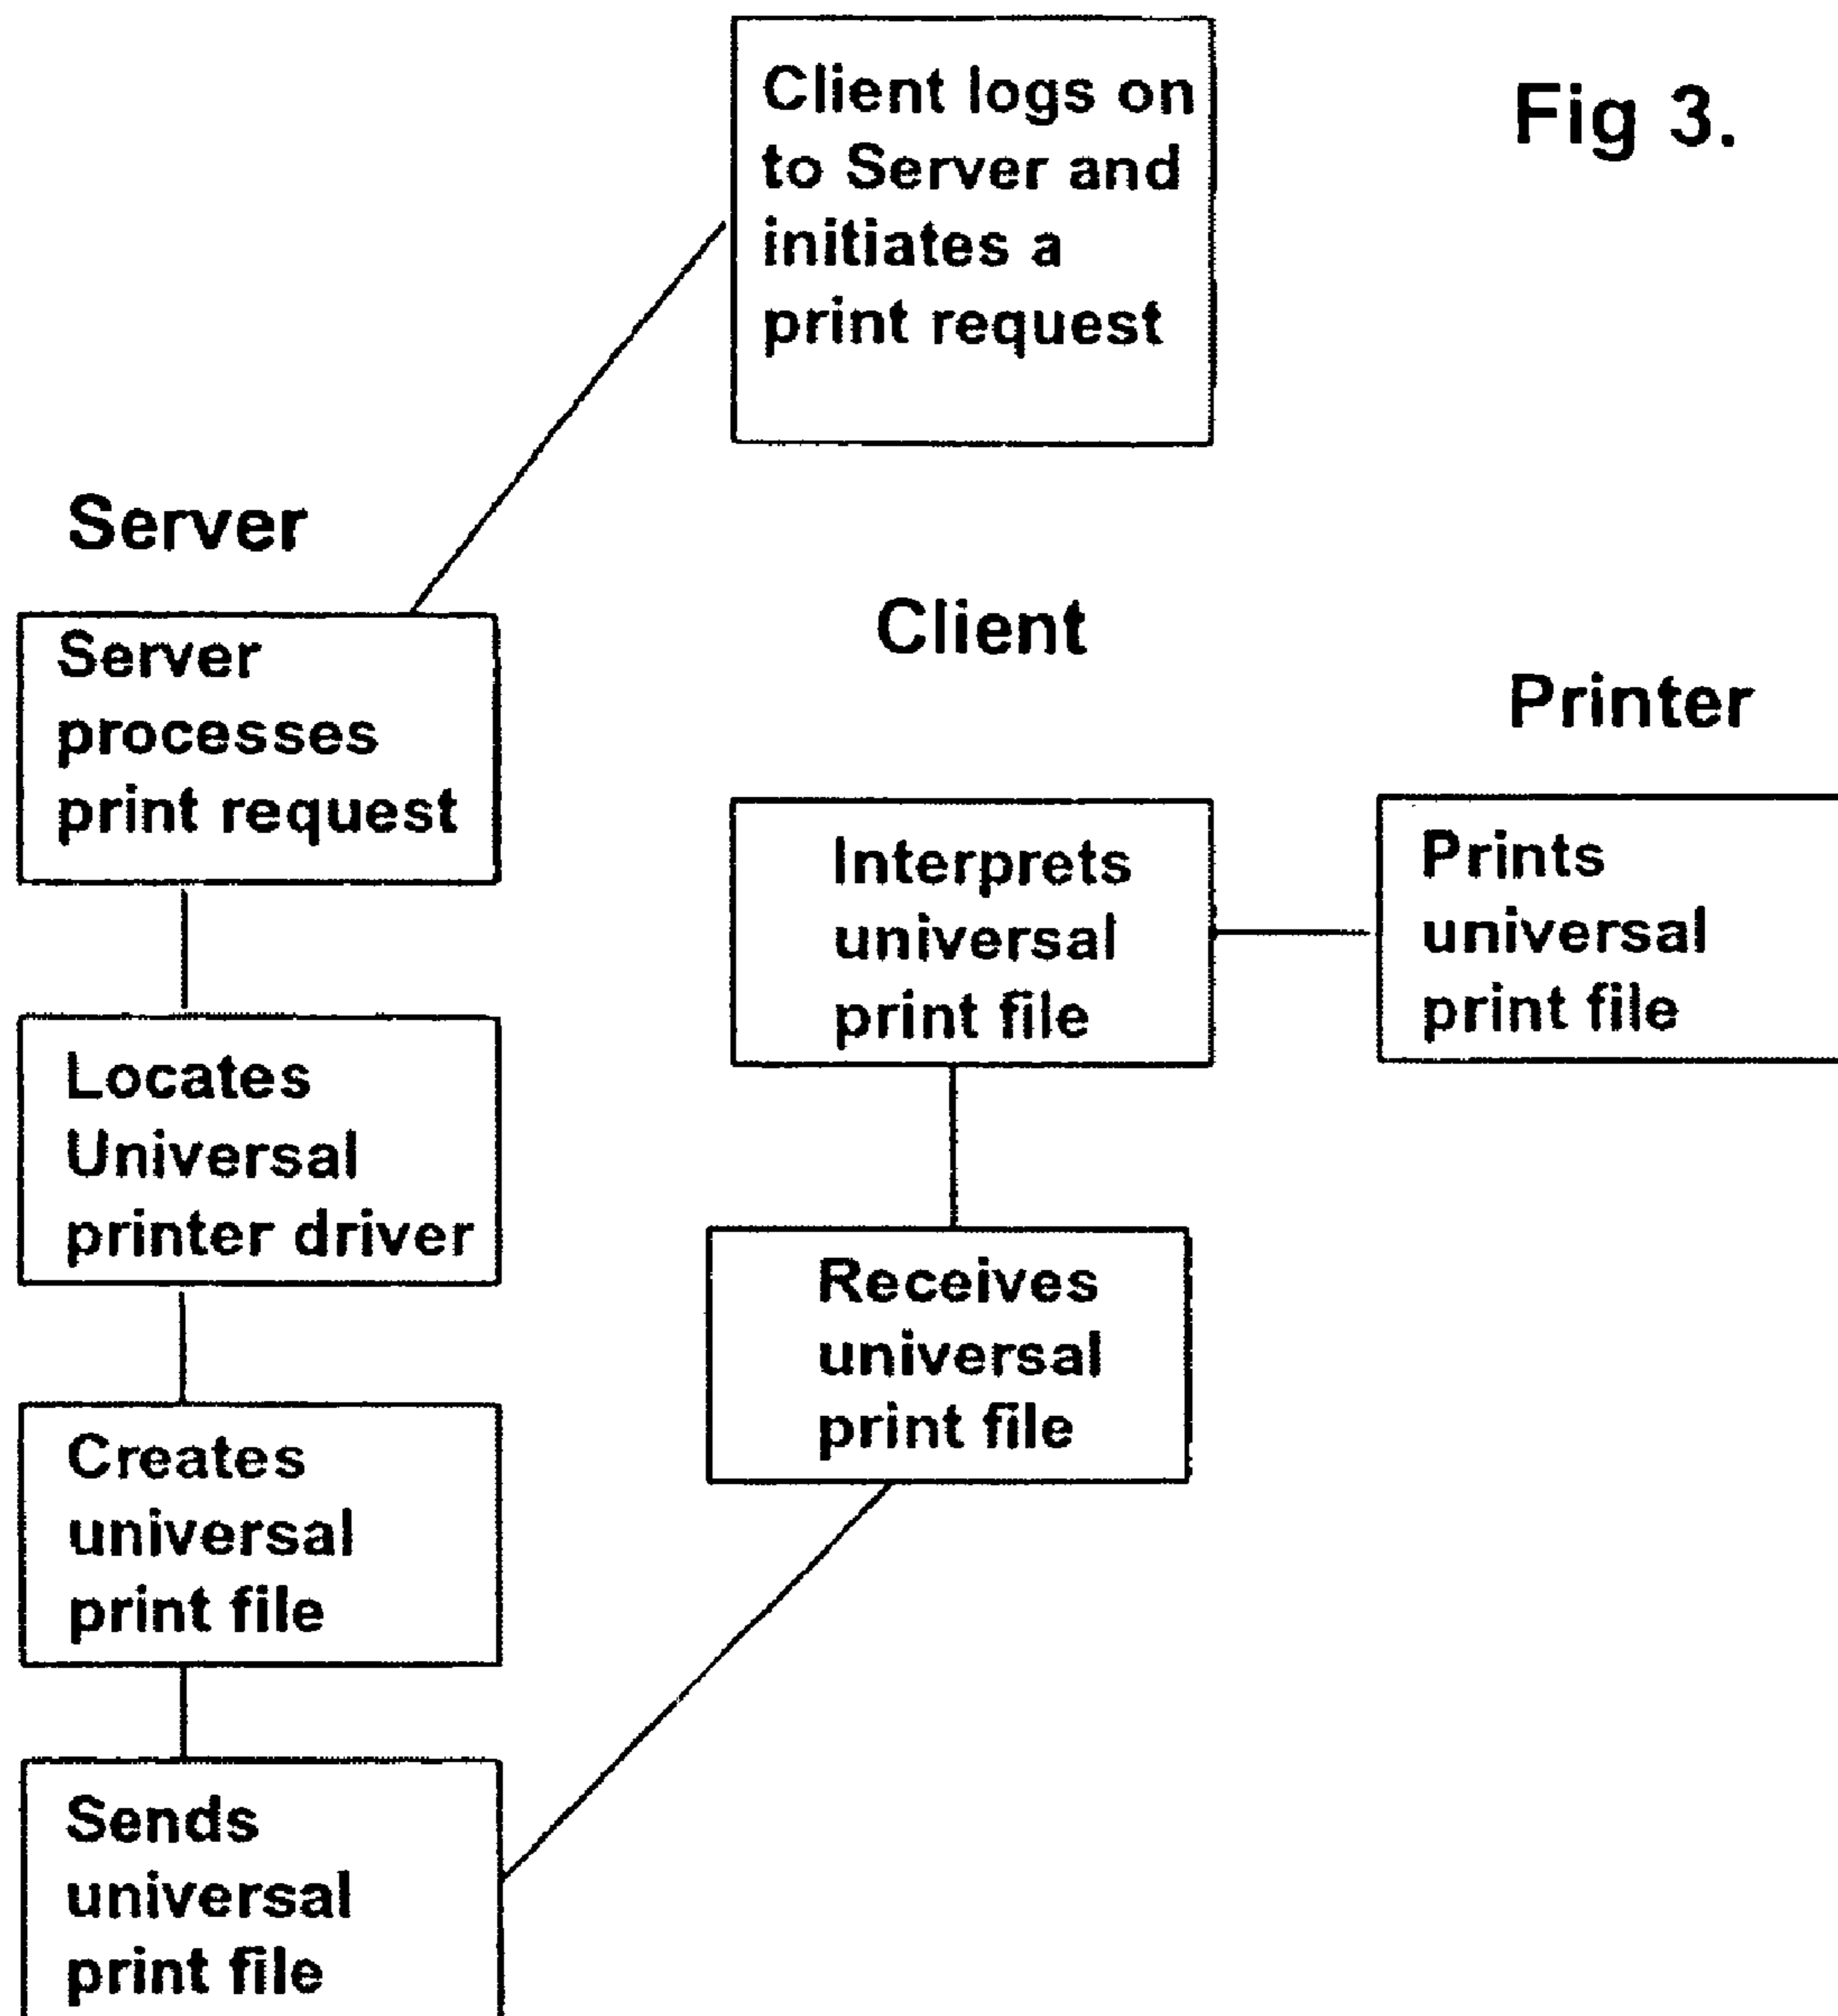 Fig 3.
Client logs on
to Server and
initiates a
print request
Server
Server
processes
print request
Locates
Universal
printer driver
Creates
universal
print file
Sends
universal
print file
Client
Interprets
universal
print file
Receives
universal
print file
Printer
Prints
universal
print file